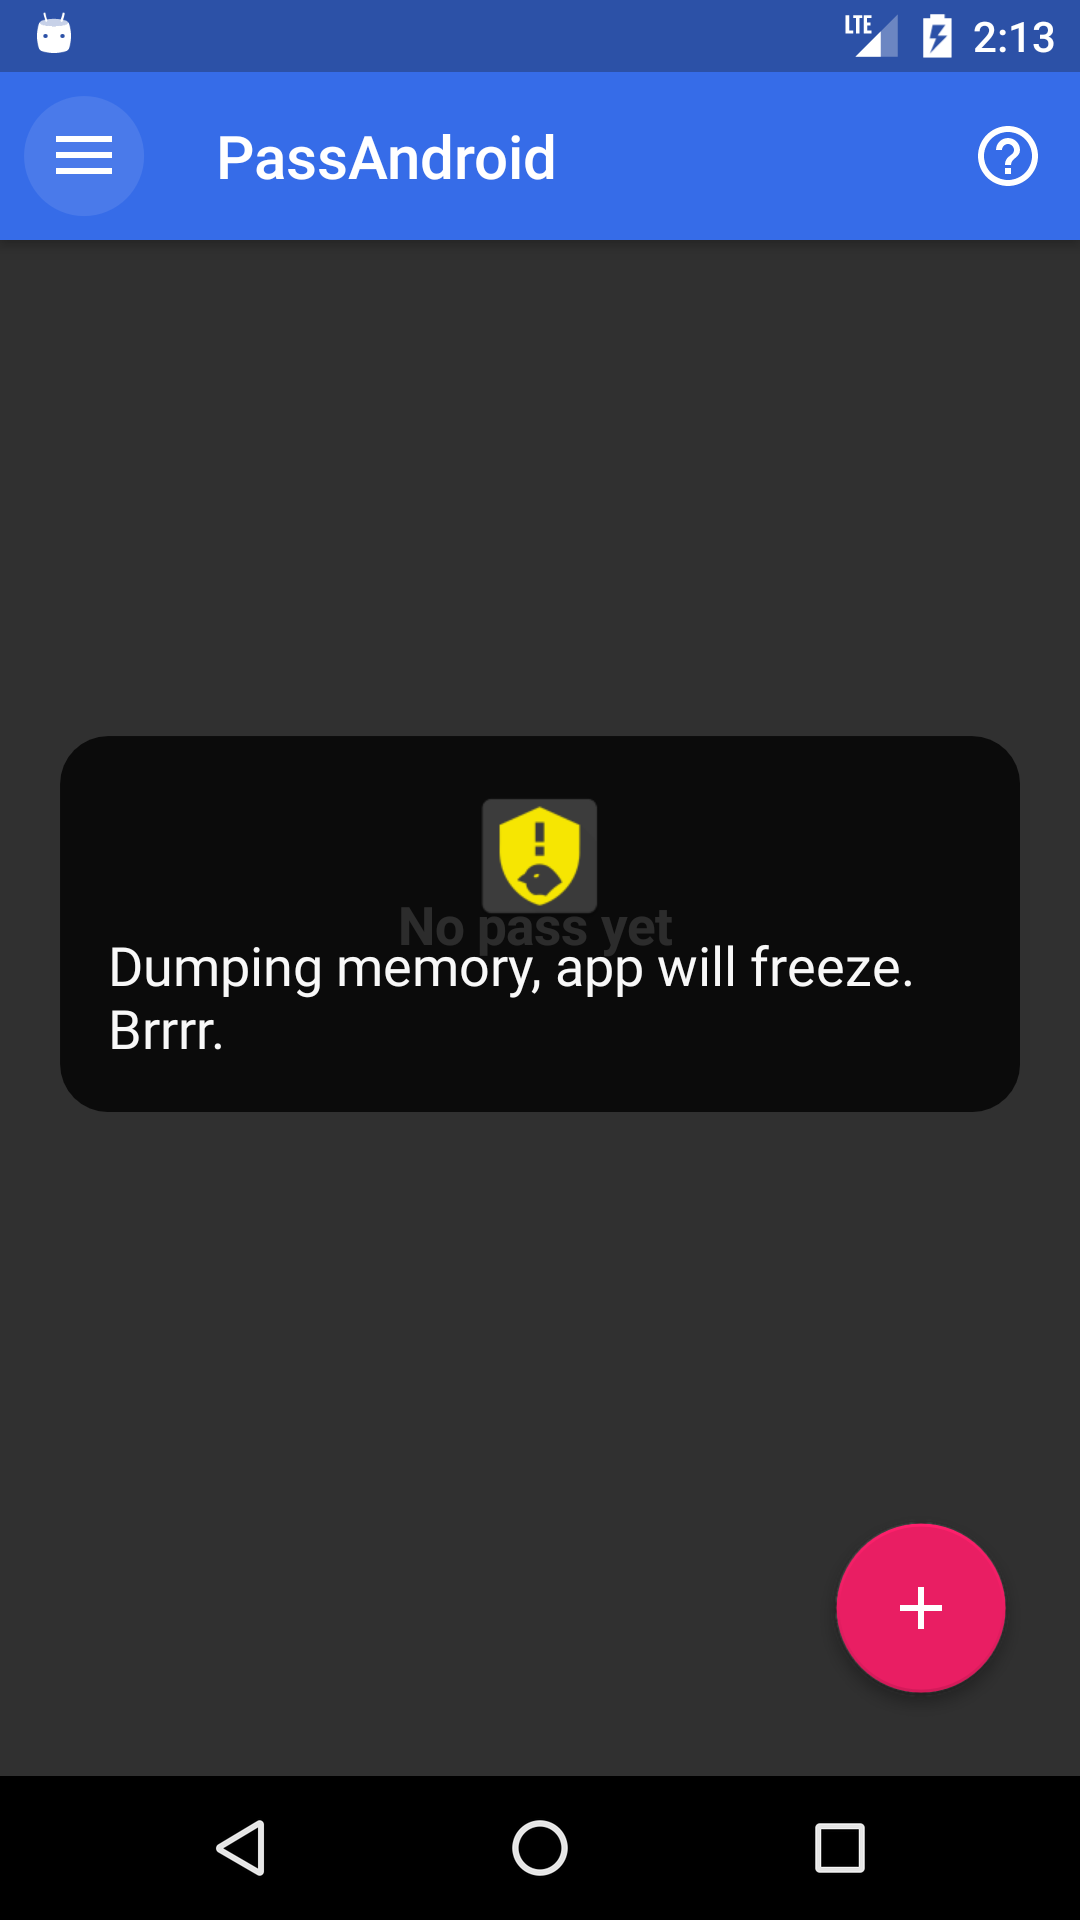 LTE 2:13
PassAndroid
No pass yet
Dumping memory, app will freeze.
Brrrr.